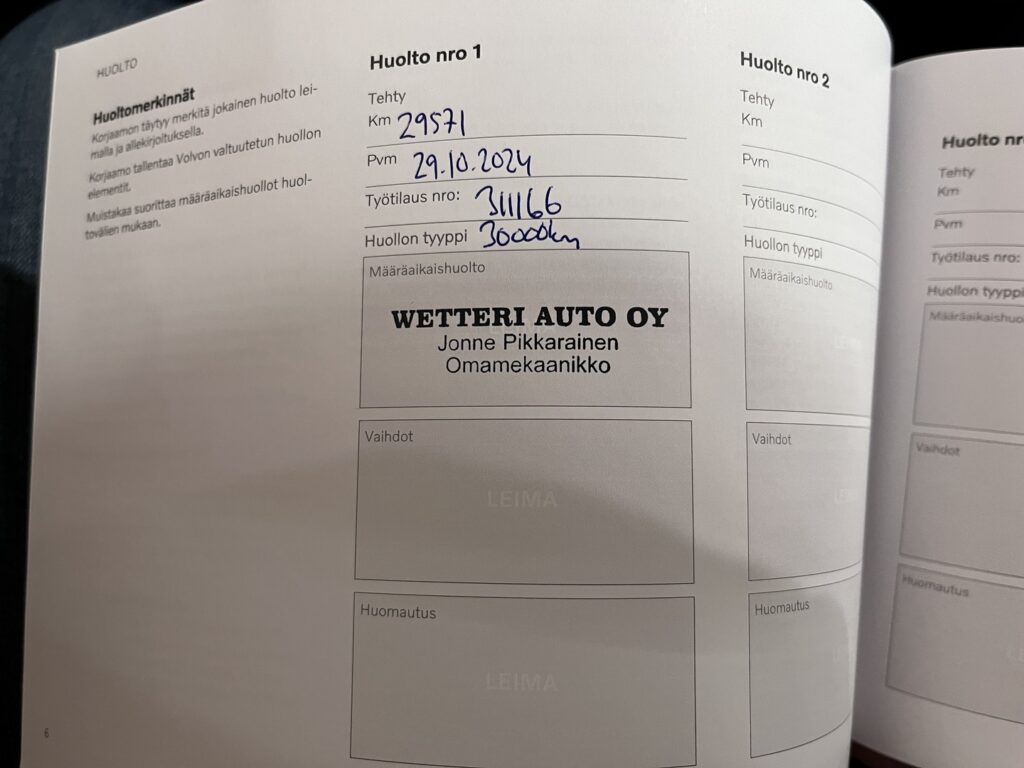 HUOLTO
Huoltomerkinnät
Korjaamon täytyy merkitä jokainen huolto lei-
malla ja allekirjoituksella.
Korjaamo tallentaa Volvon valtuutetun huollon
elementit.
Muistakaa suorittaa määräaikaishuollot huol-
tovälien mukaan.
6
Huolto nro 1
Tehty
Km 29571
Pvm 29.10.2024
Työtilaus nro: 311166
Huollon tyyppi 30000km
Määräaikaishuolto
WETTERI AUTO OY
Jonne Pikkarainen
Omamekaanikko
Vaihdot
LEIMA
Huomautus
LEIMA
Huolto nro 2
Tehty
Km
Pvm
Työtilaus nro:
Huollon tyyppi
Määräaikaishuolto
Vaihdot
Huomautus
Huolto
Tehty
Km
Pvm
Työtilaus nro:
Huollon tyyppi
Vaihdot
Huomautus